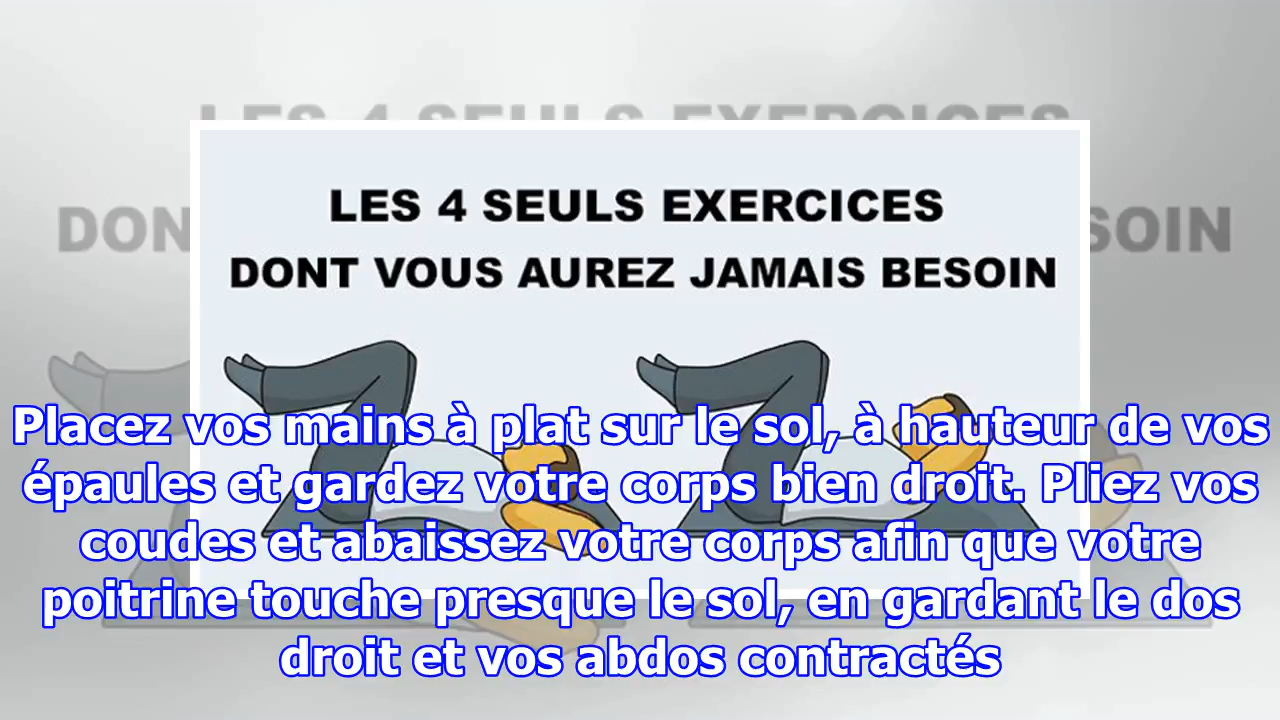 LES 4 SEULS EXERCICES
DONT VOUS AUREZ JAMAIS BESOIN
Placez vos mains à plat sur le sol, à hauteur de vos
épaules et gardez votre corps bien droit. Pliez vos
coudes et abaissez votre corps afin que votre
poitrine touche presque le sol, en gardant le dos
droit et vos abdos contractés